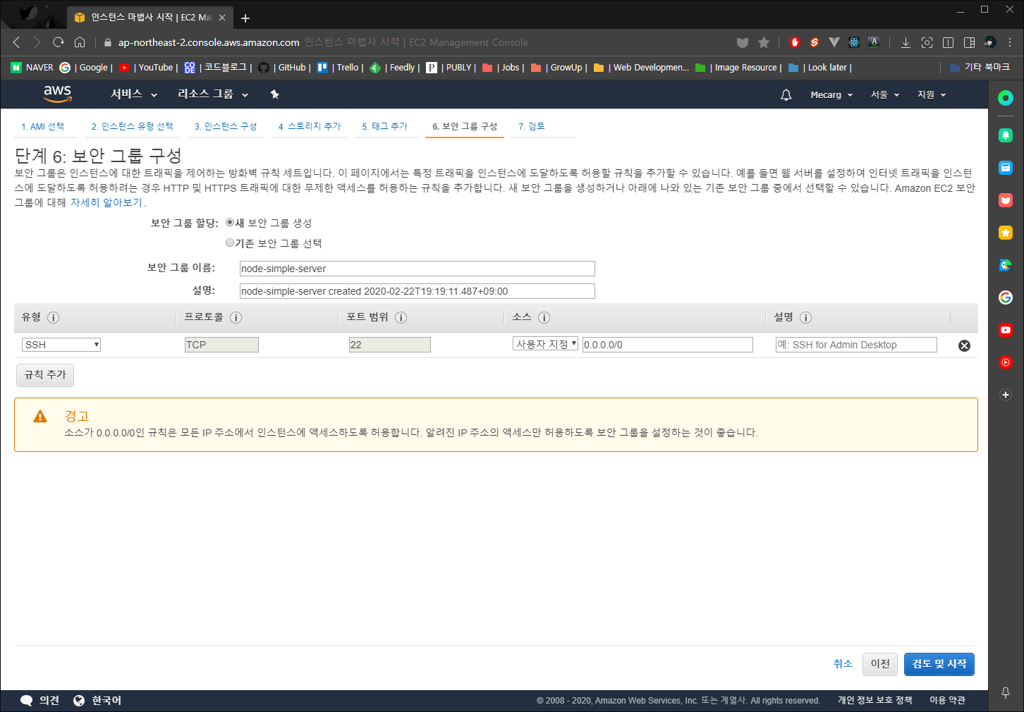 인스턴스 마법사 시작 | EC2 Ma
ap-northeast-2.console.aws.amazon.com 인스턴스 마법사 시작 | EC2 Management Console
NAVER | Google | YouTube | 코드블로그 | GitHub | Trello | Feedly | PUBLY | Jobs | GrowUp | Web Developmen... | Image Resource | Look later | 기타 북마크
aws 서비스 리소스 그룹 Mecarg 서울 지원
1. AMI 선택 2. 인스턴스 유형 선택 3. 인스턴스 구성 4. 스토리지 추가 5. 태그 추가 6. 보안 그룹 구성 7. 검토
단계 6: 보안 그룹 구성
보안 그룹은 인스턴스에 대한 트래픽을 제어하는 방화벽 규칙 세트입니다. 이 페이지에서는 특정 트래픽을 인스턴스에 도달하도록 허용할 규칙을 추가할 수 있습니다. 예를 들면 웹 서버를 설정하여 인터넷 트래픽을 인스턴
스에 도달하도록 허용하려는 경우 HTTP 및 HTTPS 트래픽에 대한 무제한 액세스를 허용하는 규칙을 추가합니다. 새 보안 그룹을 생성하거나 아래에 나와 있는 기존 보안 그룹 중에서 선택할 수 있습니다. Amazon EC2 보안
그룹에 대해 자세히 알아보기.
보안 그룹 할당: 새 보안 그룹 생성
기존 보안 그룹 선택
보안 그룹 이름: node-simple-server
설명: node-simple-server created 2020-02-22T19:19:11.487+09:00
유형 프로토콜 포트 범위 소스 설명
SSH TCP 22 사용자 지정 0.0.0.0/0 예: SSH for Admin Desktop
규칙 추가
경고
소스가 0.0.0.0/0인 규칙은 모든 IP 주소에서 인스턴스에 액세스하도록 허용합니다. 알려진 IP 주소의 액세스만 허용하도록 보안 그룹을 설정하는 것이 좋습니다.
취소 이전 검토 및 시작
의견 한국어 © 2008 - 2020, Amazon Web Services, Inc. 또는 계열사. All rights reserved. 개인 정보 보호 정책 이용 약관